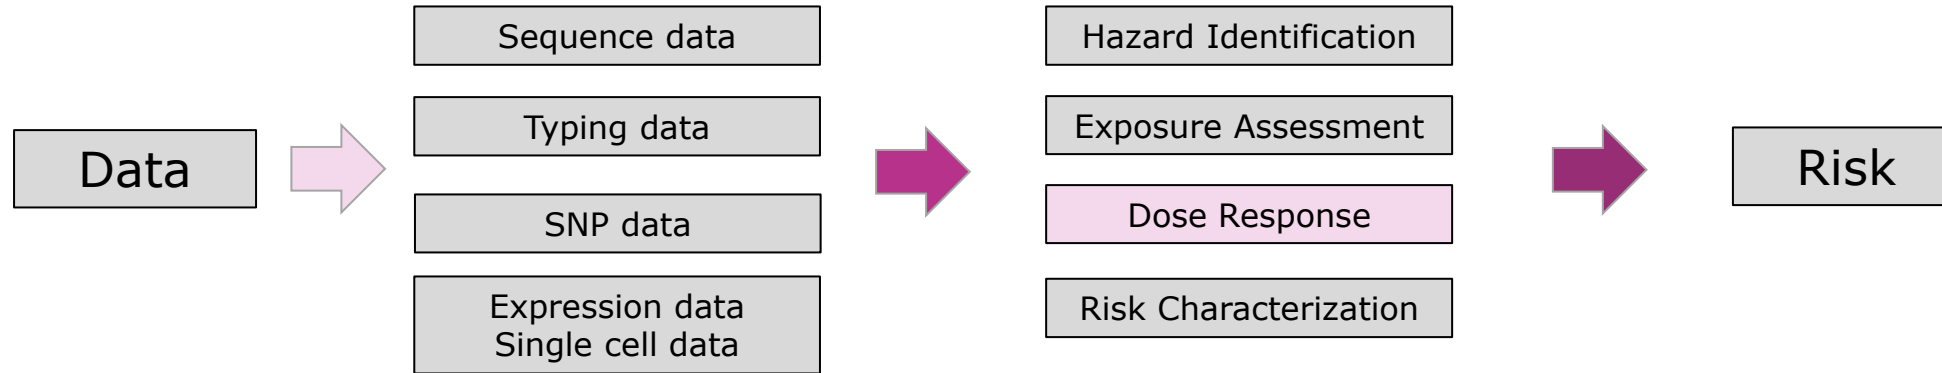 Data
Sequence data
Typing data
SNP data
Expression data
Single cell data
Hazard Identification
Exposure Assessment
Dose Response
Risk Characterization
Risk